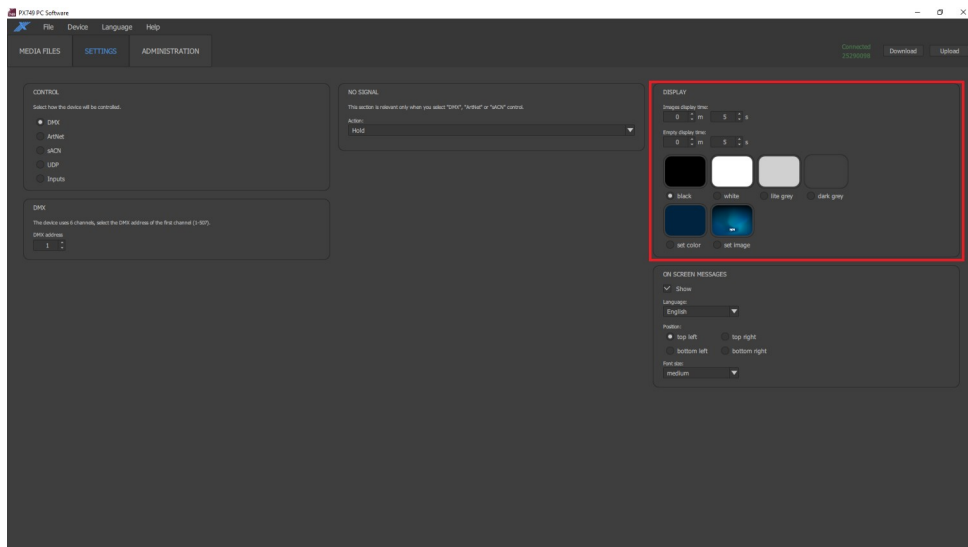 PX749 PC Software
File Device Language Help
MEDIA FILES SETTINGS ADMINISTRATION
Connected
25290008
Download Upload
CONTROL
Select how the device will be controlled.
DMX
ArtNet
sACN
UDP
Inputs
DMX
The device uses 6 channels, select the DMX address of the first channel (1-507).
DMX address:
1
NO SIGNAL
This section is relevant only when you select "DMX", "ArtNet" or "sACN" control.
Action:
Hold
DISPLAY
Images display time:
0 m 5 s
Empty display time:
0 m 5 s
black white lite grey dark grey
set color set image
ON SCREEN MESSAGES
Show
Language:
English
Position:
top left top right
bottom left bottom right
Font size:
medium